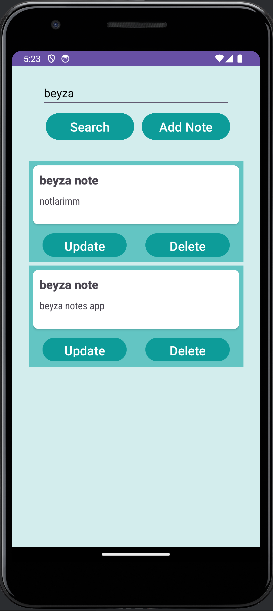 5:23
beyza
Search Add Note
beyza note
notlarimm
Update Delete
beyza note
beyza notes app
Update Delete